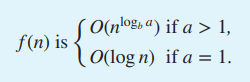 f(n) is { O(n^{log_b a}) if a > 1,
O(log n) if a = 1.